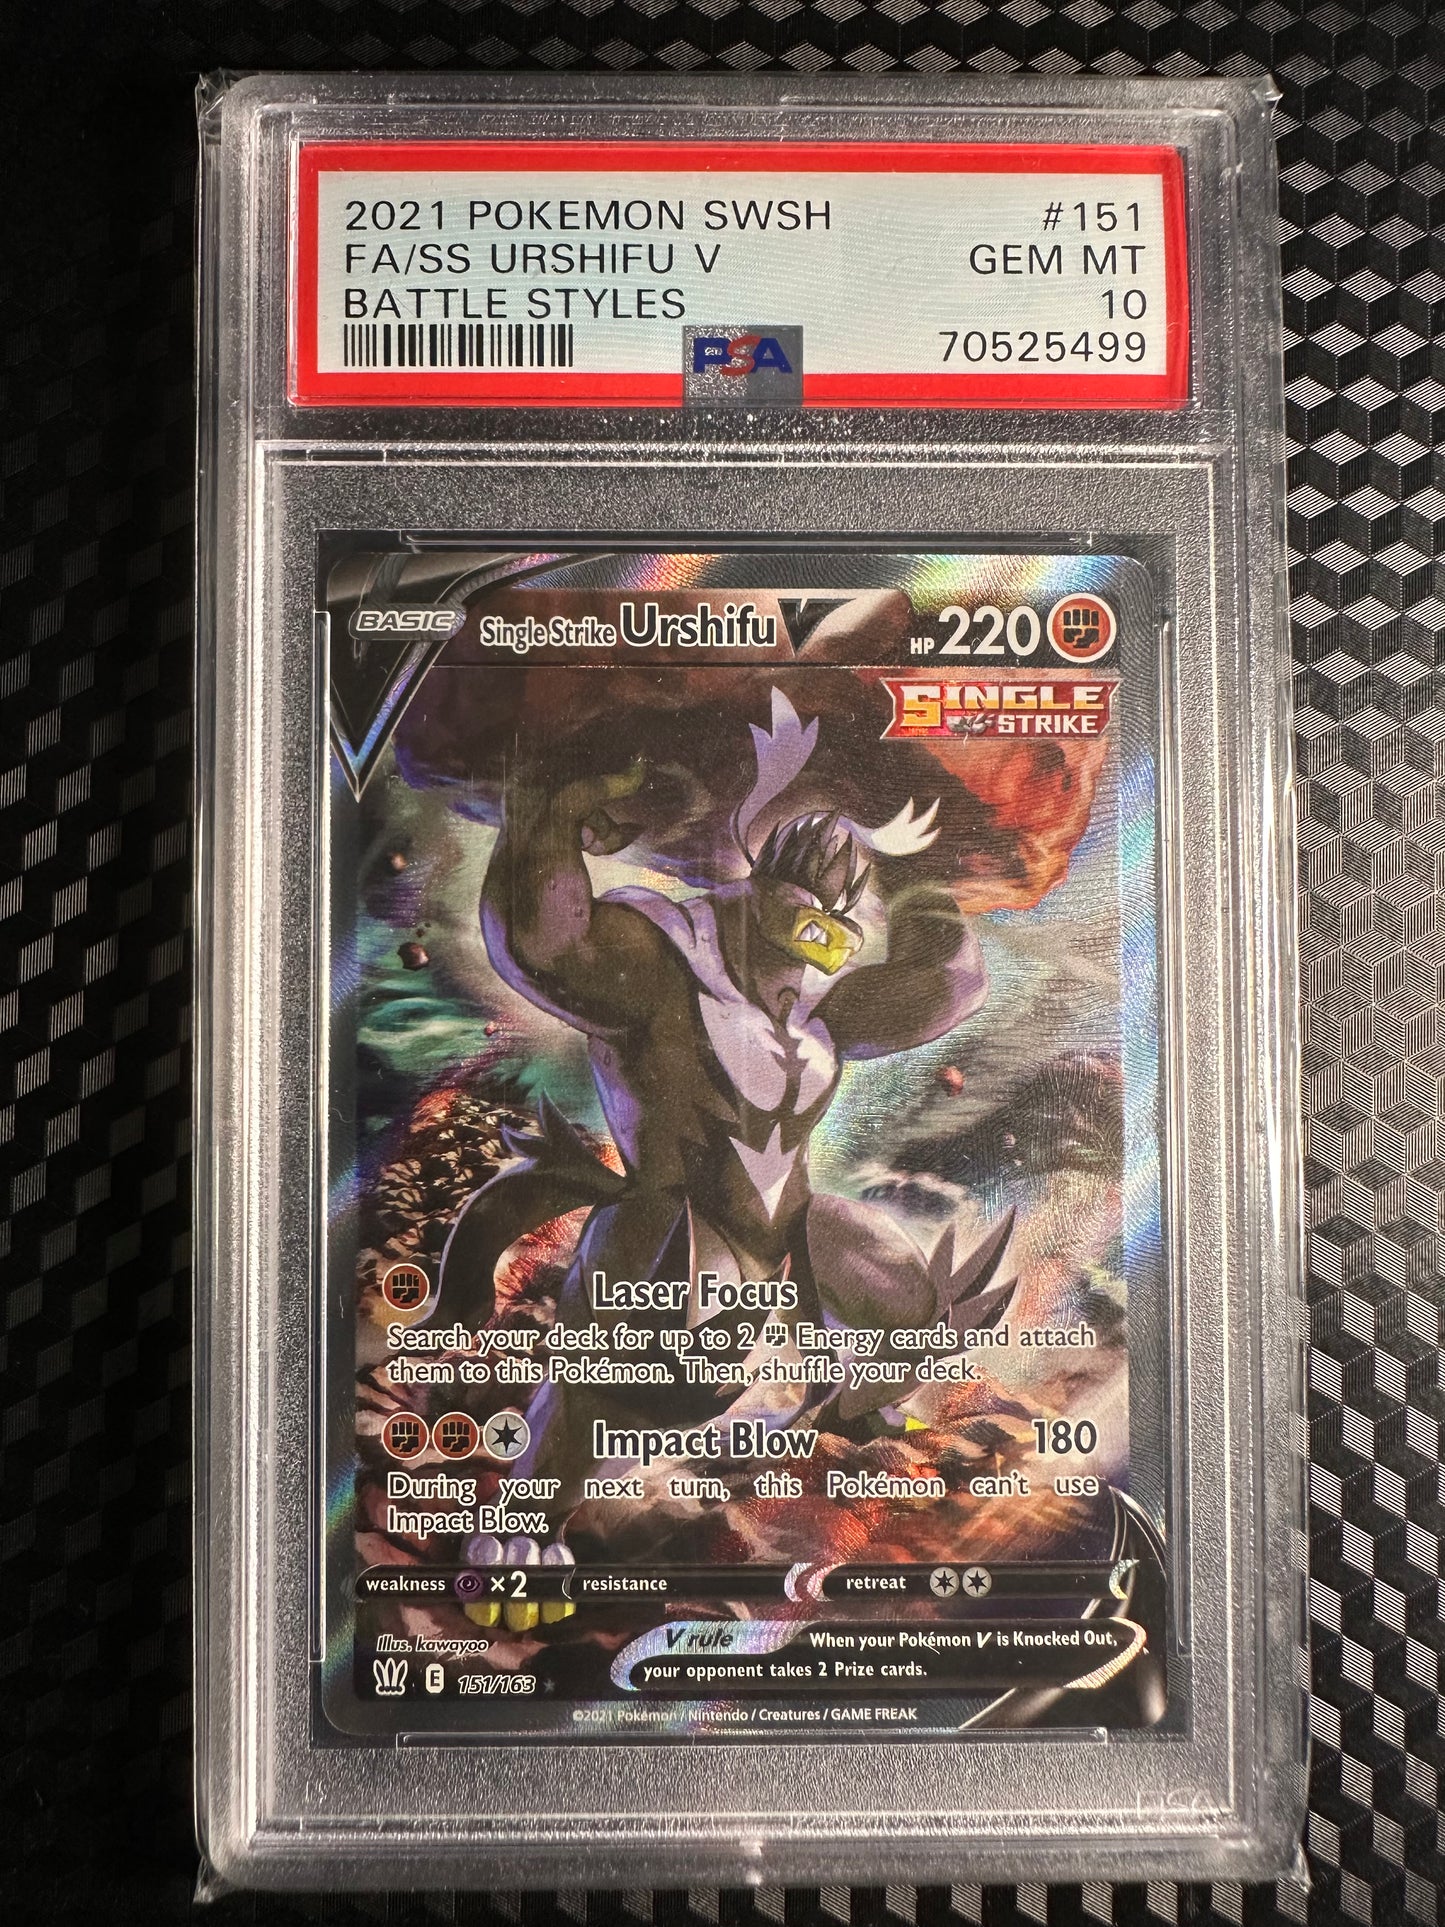 2021 POKEMON SWSH #151
FA/SS URSHIFU V GEM MT
BATTLE STYLES 10
PSA 70525499
BASIC Single Strike Urshifu V HP 220
SINGLE
STRIKE
Laser Focus
Search your deck for up to 2 Energy cards and attach
them to this Pokémon. Then, shuffle your deck.
Impact Blow 180
During your next turn, this Pokémon can't use
Impact Blow.
weakness ×2 resistance retreat
Illus. kawayoo
V rule When your Pokémon V is Knocked Out,
your opponent takes 2 Prize cards.
E 151/163
©2021 Pokémon / Nintendo / Creatures / GAME FREAK
PSA